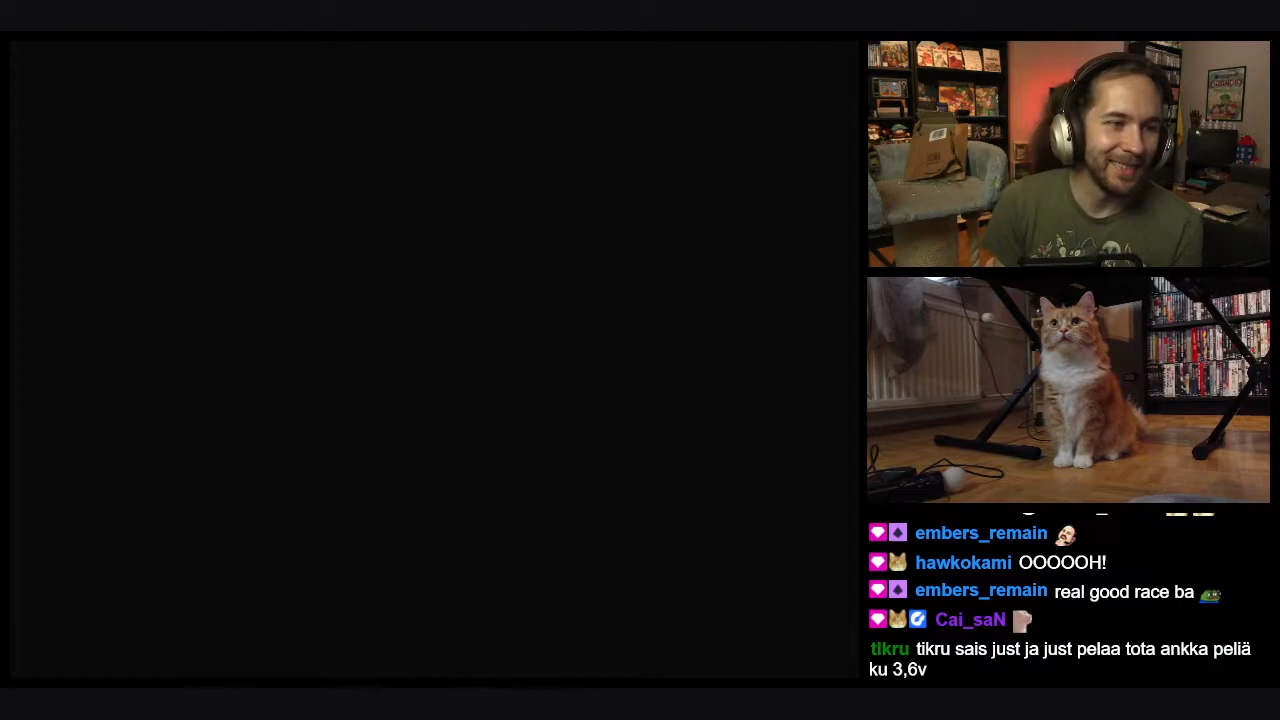 embers_remain
hawkokami OOOOOH!
embers_remain real good race ba
Cai_saN
tikru tikru sais just ja just pelaa tota ankka peliä
ku 3,6v